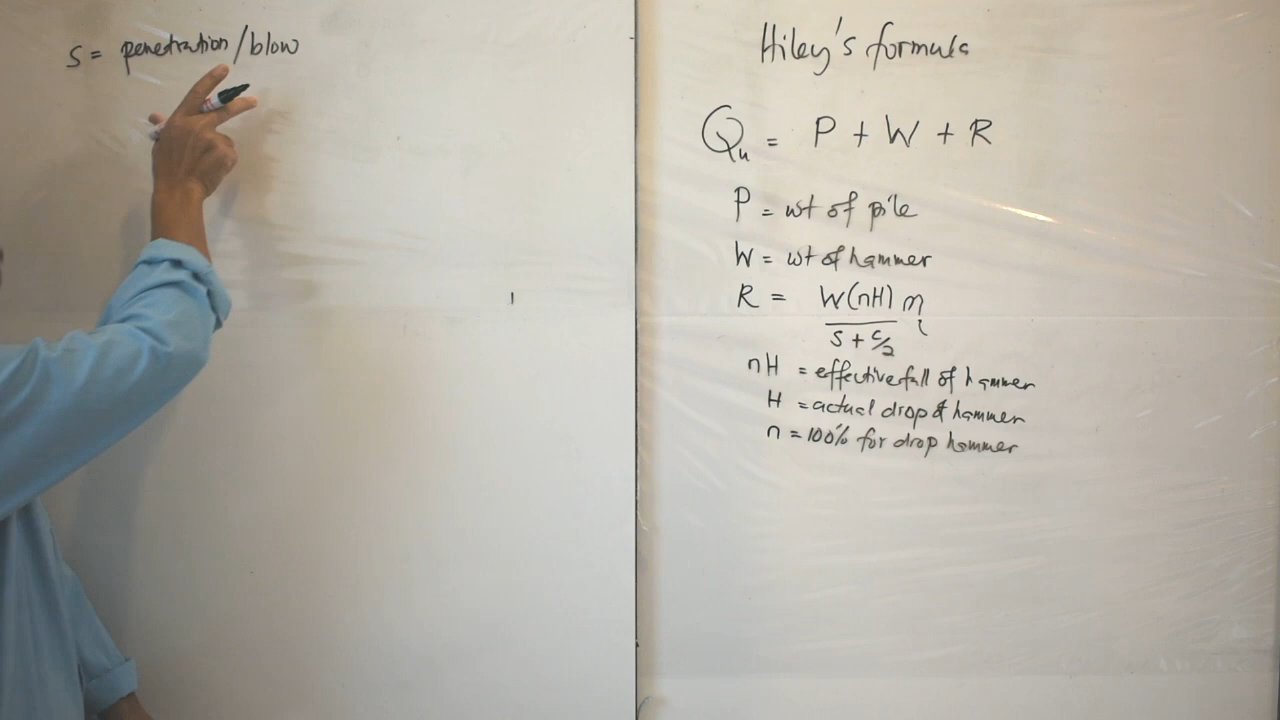 S = penetration/blow
Hiley's formula
Qu = P + W + R
P = wt of pile
W = wt of hammer
R = W(nH) η
S + C/2
nH = effective fall of hammer
H = actual drop of hammer
n = 100% for drop hammer